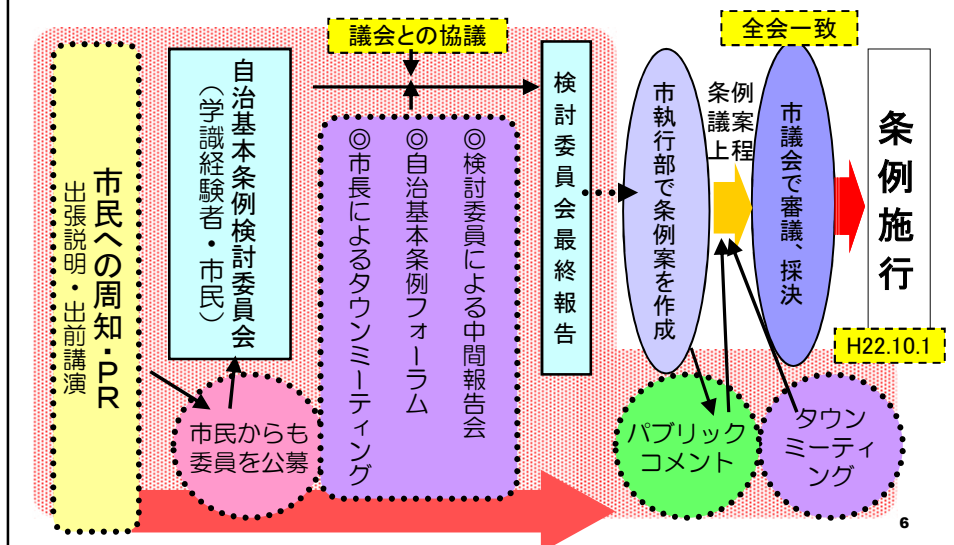 市民への周知・PR
出張説明・出前講演
自治基本条例検討委員会
（学識経験者・市民）
市民からも
委員を公募
議会との協議
◎検討委員による中間報告会
◎自治基本条例フォーラム
◎市長によるタウンミーティング
検討委員会最終報告
市執行部で条例案を作成
条例
議案
上程
パブリック
コメント
全会一致
市議会で審議、採決
タウン
ミーティ
ング
条例施行
H22.10.1
6